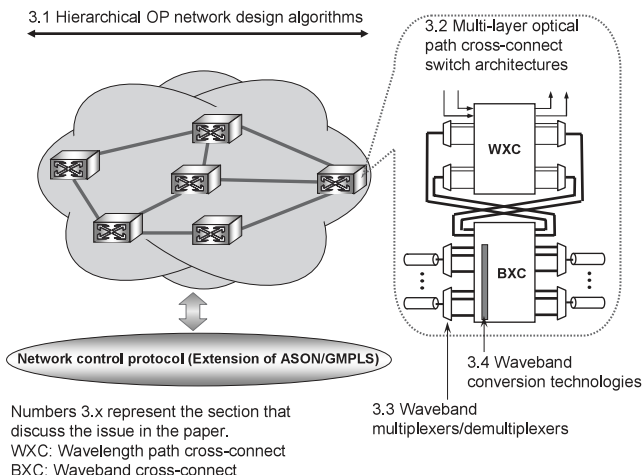 3.1 Hierarchical OP network design algorithms
3.2 Multi-layer optical
path cross-connect
switch architectures
WXC
BXC
Network control protocol (Extension of ASON/GMPLS)
3.4 Waveband
conversion technologies
3.3 Waveband
multiplexers/demultiplexers
Numbers 3.x represent the section that
discuss the issue in the paper.
WXC: Wavelength path cross-connect
BXC: Waveband cross-connect